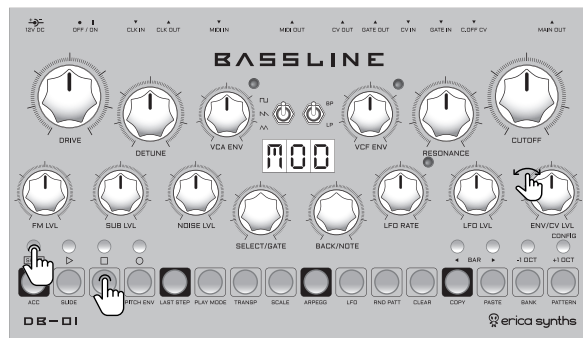 12V DC OFF / ON CLK IN CLK OUT MIDI IN MIDI OUT CV OUT GATE OUT CV IN GATE IN C.OFF CV MAIN OUT
BASSLINE
BP
LP
DRIVE DETUNE VCA ENV VCF ENV RESONANCE CUTOFF
MOD
FM LVL SUB LVL NOISE LVL SELECT/GATE BACK/NOTE LFO RATE LFO LVL ENV/CV LVL
CONFIG
◄ BAR ► -1 OCT +1 OCT
ACC SLIDE PITCH ENV LAST STEP PLAY MODE TRANSP SCALE ARPEGG LFO RND PATT CLEAR COPY PASTE BANK PATTERN
DB-01 erica synths